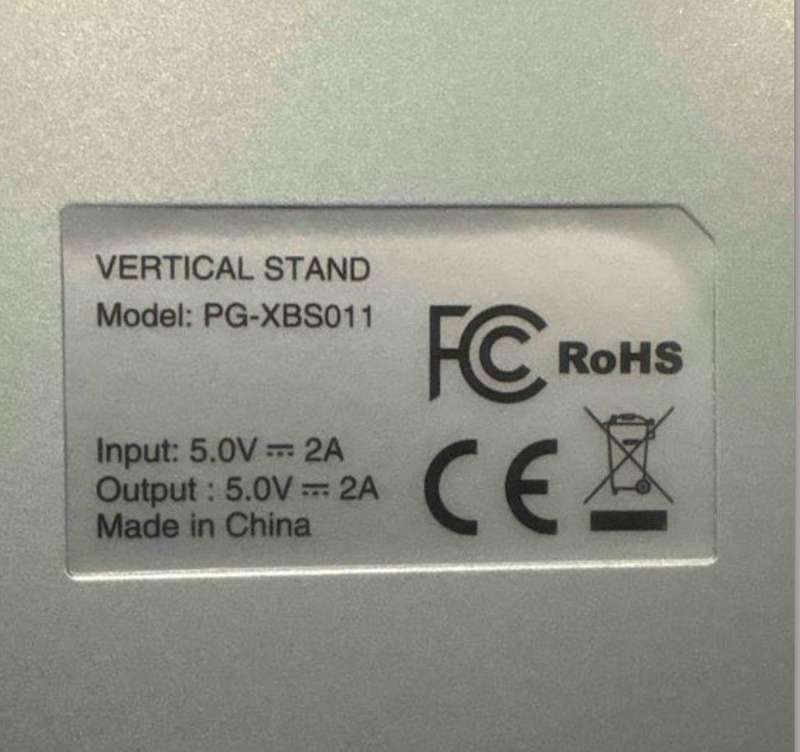 VERTICAL STAND
Model: PG-XBS011
FC RoHS
Input: 5.0V ⎓ 2A
Output : 5.0V ⎓ 2A
Made in China
CE